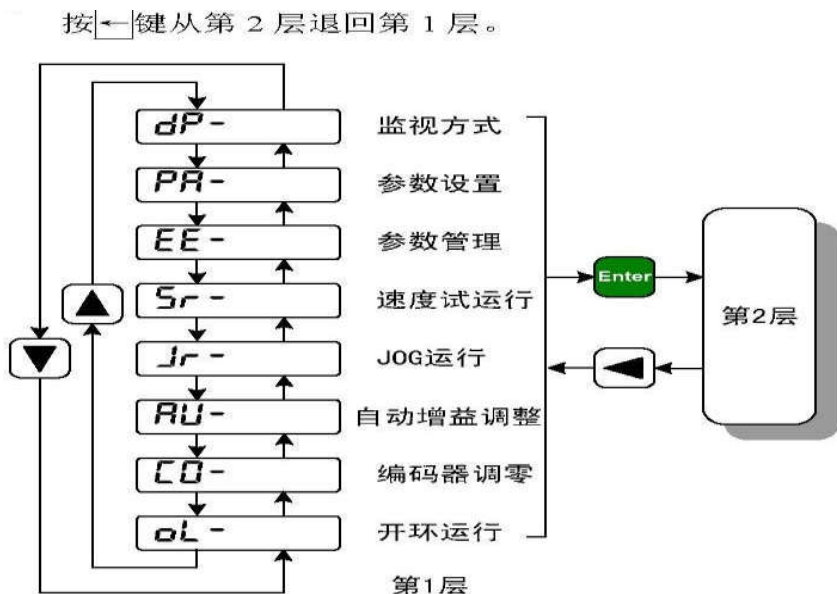 按←键从第 2 层退回第 1 层。
dP- 监视方式
PA- 参数设置
EE- 参数管理
Enter
Sr- 速度试运行
第2层
Jr- JOG运行
AU- 自动增益调整
CO- 编码器调零
oL- 开环运行
第1层